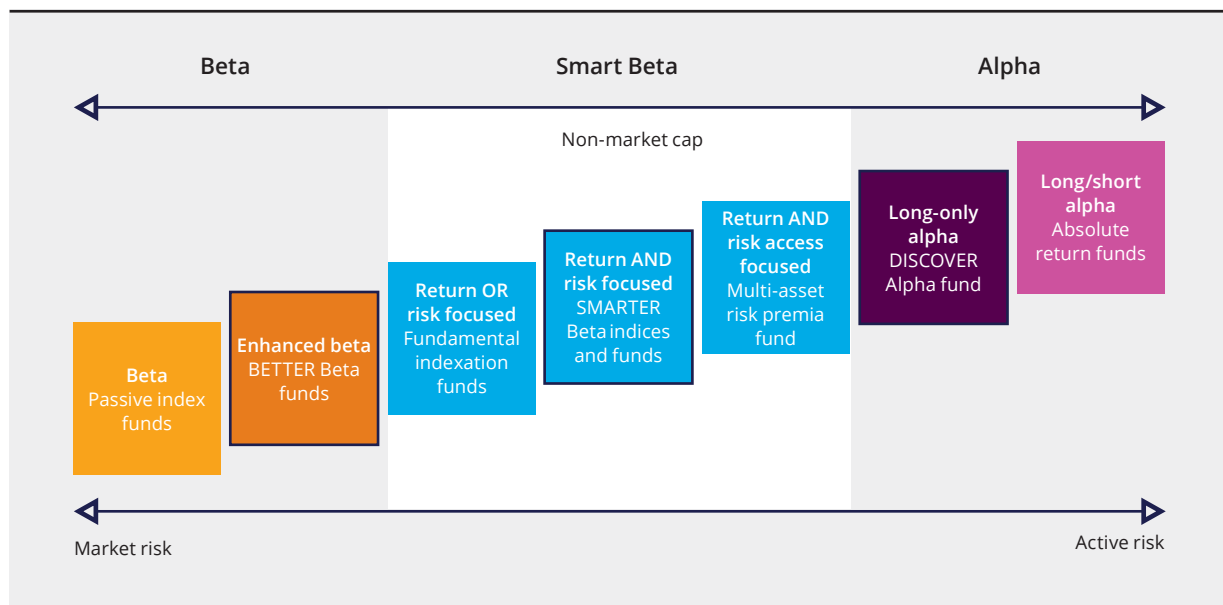 Beta
Smart Beta
Alpha
Non-market cap
Beta
Passive index
funds
Enhanced beta
BETTER Beta
funds
Return OR
risk focused
Fundamental
indexation
funds
Return AND
risk focused
SMARTER
Beta indices
and funds
Return AND
risk access
focused
Multi-asset
risk premia
fund
Long-only
alpha
DISCOVER
Alpha fund
Long/short
alpha
Absolute
return funds
Market risk
Active risk